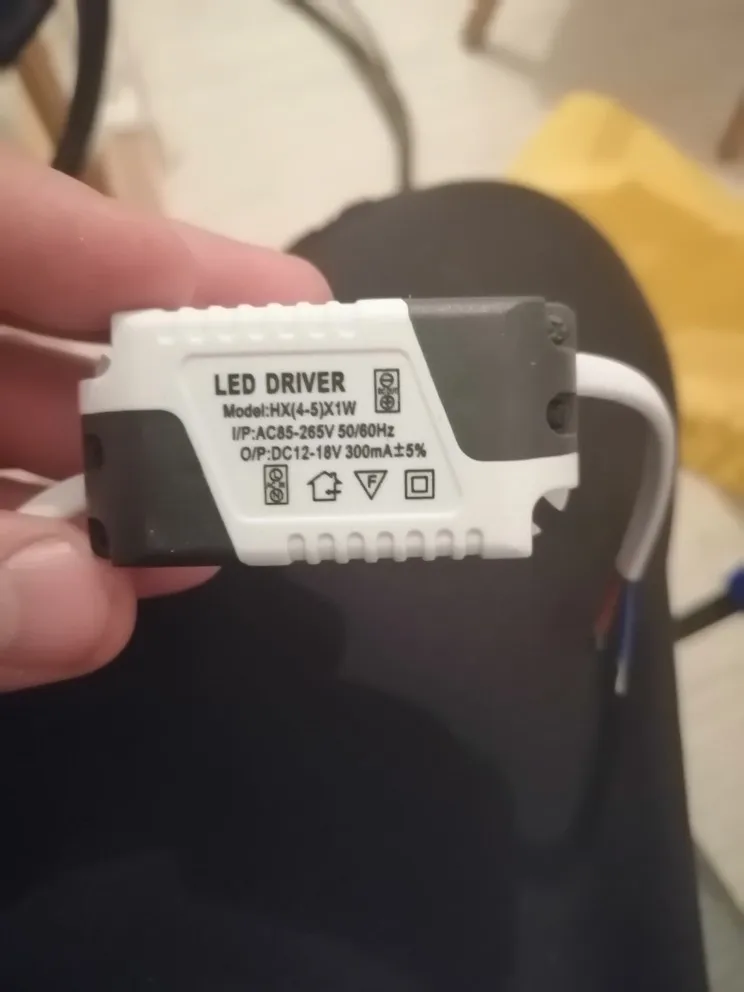 LED DRIVER
Model:HX(4-5)X1W
I/P:AC85-265V 50/60Hz
O/P:DC12-18V 300mA±5%
F